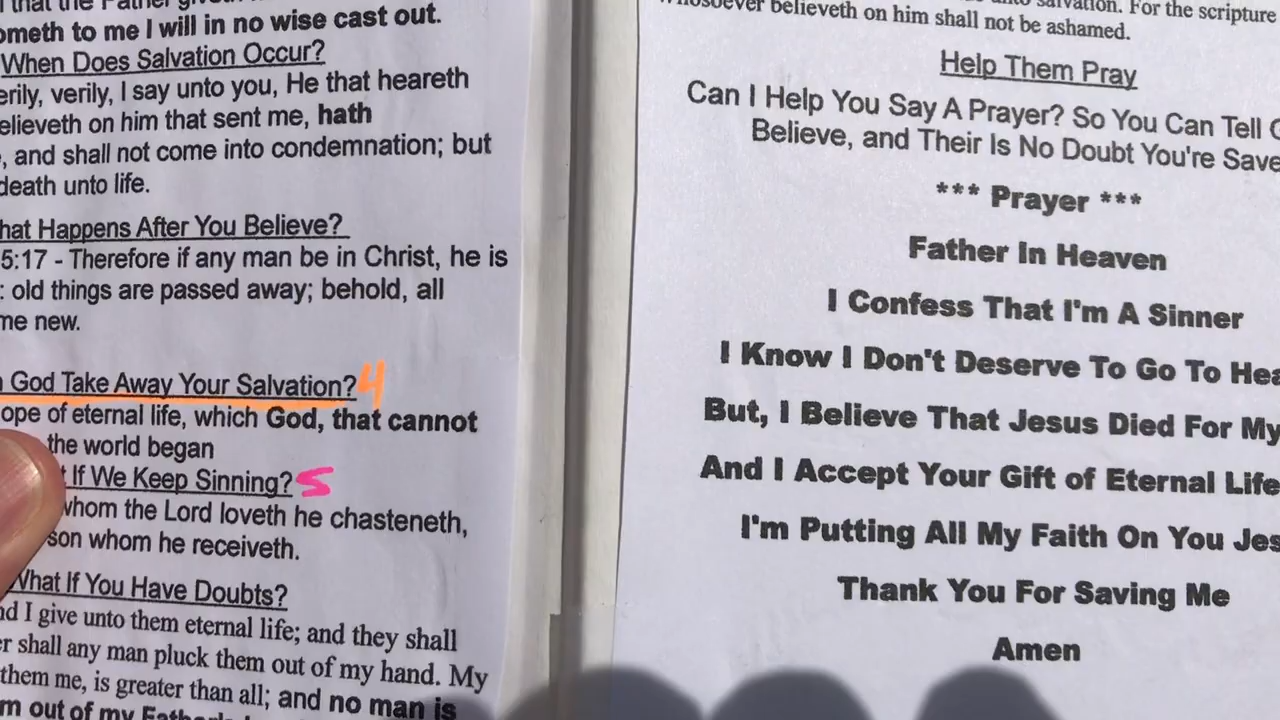 that the Father
ometh to me I will in no wise cast out.
When Does Salvation Occur?
erily, verily, I say unto you, He that heareth
elieveth on him that sent me, hath
, and shall not come into condemnation; but
death unto life.
hat Happens After You Believe?
5:17 - Therefore if any man be in Christ, he is
: old things are passed away; behold, all
me new.
God Take Away Your Salvation? 4
ope of eternal life, which God, that cannot
the world began
If We Keep Sinning? 5
whom the Lord loveth he chasteneth,
son whom he receiveth.
What If You Have Doubts?
nd I give unto them eternal life; and they shall
er shall any man pluck them out of my hand. My
them me, is greater than all; and no man is
m out of my
salvation. For the scripture
believeth on him shall not be ashamed.
Help Them Pray
Can I Help You Say A Prayer? So You Can Tell
Believe, and Their Is No Doubt You're Save
*** Prayer ***
Father In Heaven
I Confess That I'm A Sinner
I Know I Don't Deserve To Go To Hea
But, I Believe That Jesus Died For My
And I Accept Your Gift of Eternal Life
I'm Putting All My Faith On You Jes
Thank You For Saving Me
Amen